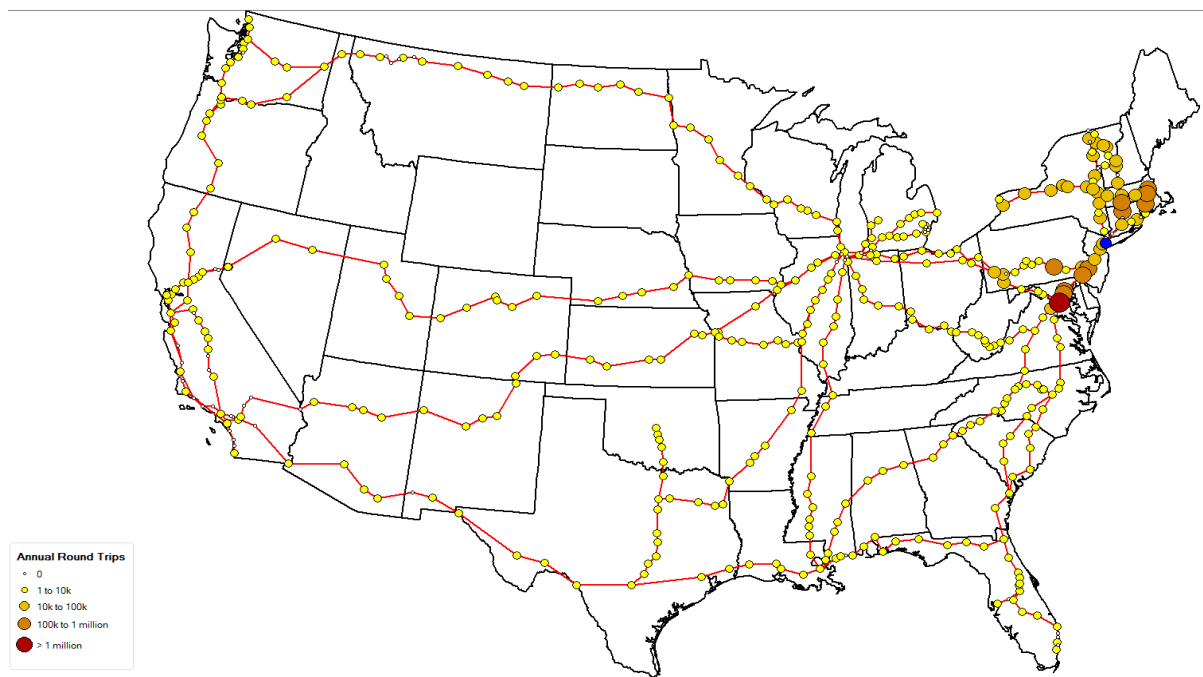 Annual Round Trips
0
1 to 10k
10k to 100k
100k to 1 million
> 1 million